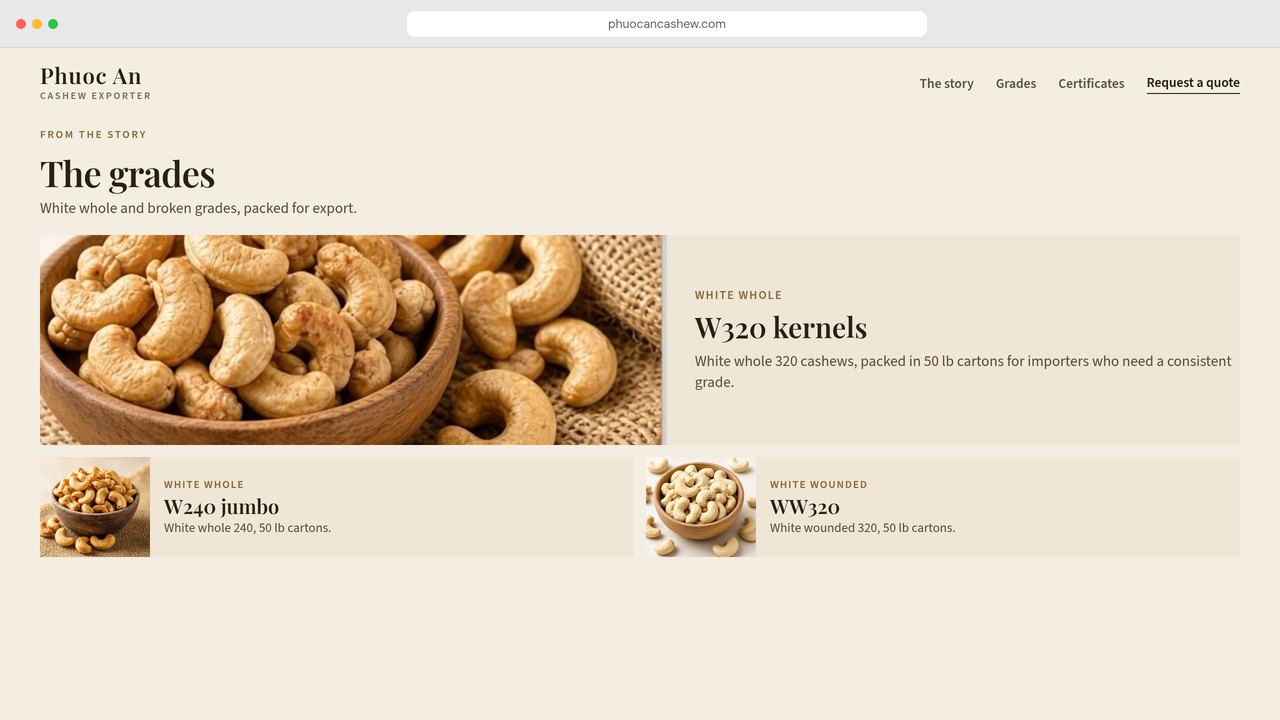 phuocancashew.com
Phuoc An
CASHEW EXPORTER
The story
Grades
Certificates
Request a quote
FROM THE STORY
The grades
White whole and broken grades, packed for export.
WHITE WHOLE
W320 kernels
White whole 320 cashews, packed in 50 lb cartons for importers who need a consistent
grade.
WHITE WHOLE
W240 jumbo
White whole 240, 50 lb cartons.
WHITE WOUNDED
WW320
White wounded 320, 50 lb cartons.